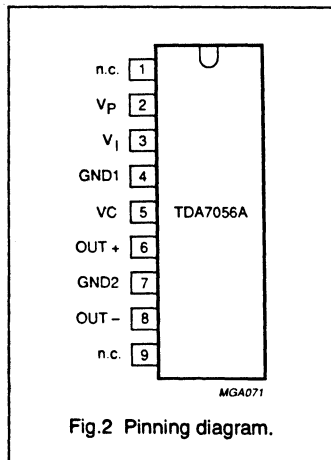 n.c. 1
VP 2
VI 3
GND1 4
VC 5 TDA7056A
OUT + 6
GND2 7
OUT – 8
n.c. 9
MGA071
Fig.2 Pinning diagram.